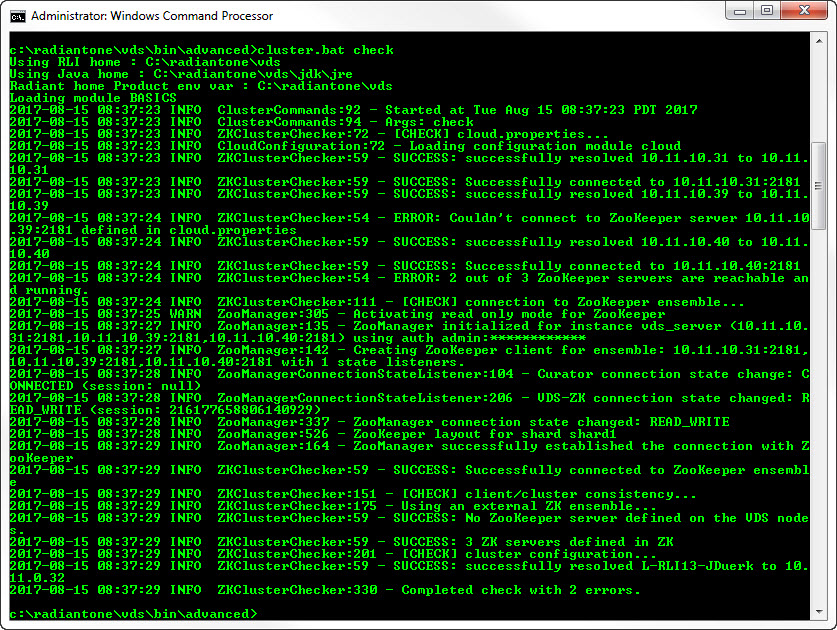 Administrator: Windows Command Processor
c:\radiantone\vds\bin\advanced>cluster.bat check
Using RLI home : C:\radiantone\vds
Using Java home : C:\radiantone\vds\jdk\jre
Radiant home Product env var : C:\radiantone\vds
Loading module BASICS
2017-08-15 08:37:23 INFO  ClusterCommands:92 - Started at Tue Aug 15 08:37:23 PDT 2017
2017-08-15 08:37:23 INFO  ClusterCommands:94 - Args: check
2017-08-15 08:37:23 INFO  ZKClusterChecker:72 - [CHECK] cloud.properties...
2017-08-15 08:37:23 INFO  CloudConfiguration:72 - Loading configuration module cloud
2017-08-15 08:37:23 INFO  ZKClusterChecker:59 - SUCCESS: successfully resolved 10.11.10.31 to 10.11.
10.31
2017-08-15 08:37:23 INFO  ZKClusterChecker:59 - SUCCESS: Successfully connected to 10.11.10.31:2181
2017-08-15 08:37:23 INFO  ZKClusterChecker:59 - SUCCESS: successfully resolved 10.11.10.39 to 10.11.
10.39
2017-08-15 08:37:24 INFO  ZKClusterChecker:54 - ERROR: Couldn't connect to ZooKeeper server 10.11.10
.39:2181 defined in cloud.properties
2017-08-15 08:37:24 INFO  ZKClusterChecker:59 - SUCCESS: successfully resolved 10.11.10.40 to 10.11.
10.40
2017-08-15 08:37:24 INFO  ZKClusterChecker:59 - SUCCESS: Successfully connected to 10.11.10.40:2181
2017-08-15 08:37:24 INFO  ZKClusterChecker:54 - ERROR: 2 out of 3 ZooKeeper servers are reachable an
d running.
2017-08-15 08:37:24 INFO  ZKClusterChecker:111 - [CHECK] connection to ZooKeeper ensemble...
2017-08-15 08:37:25 WARN  ZooManager:305 - Activating read only mode for ZooKeeper
2017-08-15 08:37:27 INFO  ZooManager:135 - ZooManager initialized for instance vds_server (10.11.10.
31:2181,10.11.10.39:2181,10.11.10.40:2181) using auth admin:************
2017-08-15 08:37:27 INFO  ZooManager:142 - Creating ZooKeeper client for ensemble: 10.11.10.31:2181,
10.11.10.39:2181,10.11.10.40:2181 with 1 state listeners.
2017-08-15 08:37:28 INFO  ZooManagerConnectionStateListener:104 - Curator connection state change: C
ONNECTED (session: null)
2017-08-15 08:37:28 INFO  ZooManagerConnectionStateListener:206 - VDS-ZK connection state changed: R
EAD_WRITE (session: 216177658806140929)
2017-08-15 08:37:28 INFO  ZooManager:337 - ZooManager connection state changed: READ_WRITE
2017-08-15 08:37:28 INFO  ZooManager:526 - ZooKeeper layout for shard shard1
2017-08-15 08:37:28 INFO  ZooManager:164 - ZooManager successfully established the connection with Z
ooKeeper
2017-08-15 08:37:29 INFO  ZKClusterChecker:59 - SUCCESS: Successfully connected to ZooKeeper ensembl
e
2017-08-15 08:37:29 INFO  ZKClusterChecker:151 - [CHECK] client/cluster consistency...
2017-08-15 08:37:29 INFO  ZKClusterChecker:175 - Using an external ZK ensemble...
2017-08-15 08:37:29 INFO  ZKClusterChecker:59 - SUCCESS: No ZooKeeper server defined on the VDS node
s.
2017-08-15 08:37:29 INFO  ZKClusterChecker:59 - SUCCESS: 3 ZK servers defined in ZK
2017-08-15 08:37:29 INFO  ZKClusterChecker:201 - [CHECK] cluster configuration...
2017-08-15 08:37:29 INFO  ZKClusterChecker:59 - SUCCESS: successfully resolved L-RLI13-JDuerk to 10.
11.0.32
2017-08-15 08:37:29 INFO  ZKClusterChecker:330 - Completed check with 2 errors.
c:\radiantone\vds\bin\advanced>